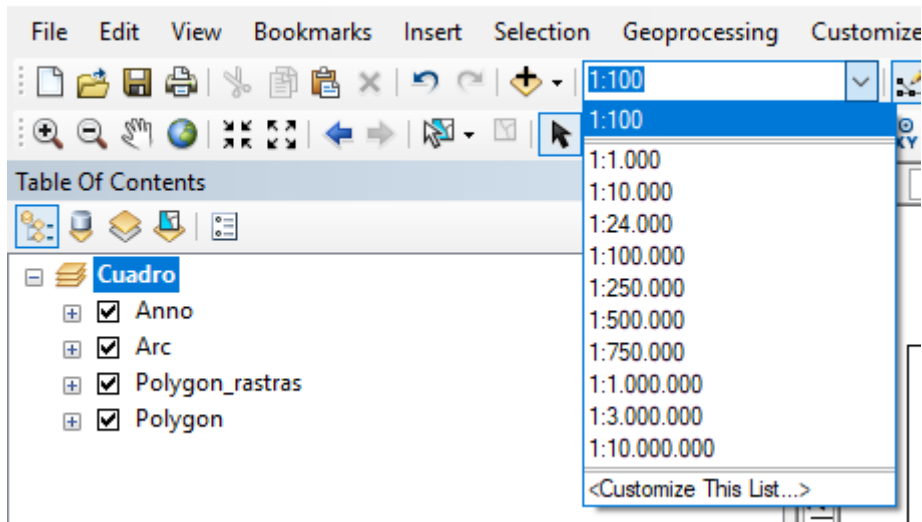 File Edit View Bookmarks Insert Selection Geoprocessing Customize
1:100
1:100
XY
Table Of Contents
1:1.000
1:10.000
1:24.000
1:100.000
1:250.000
1:500.000
1:750.000
1:1.000.000
1:3.000.000
1:10.000.000
<Customize This List...>
Cuadro
Anno
Arc
Polygon_rastras
Polygon